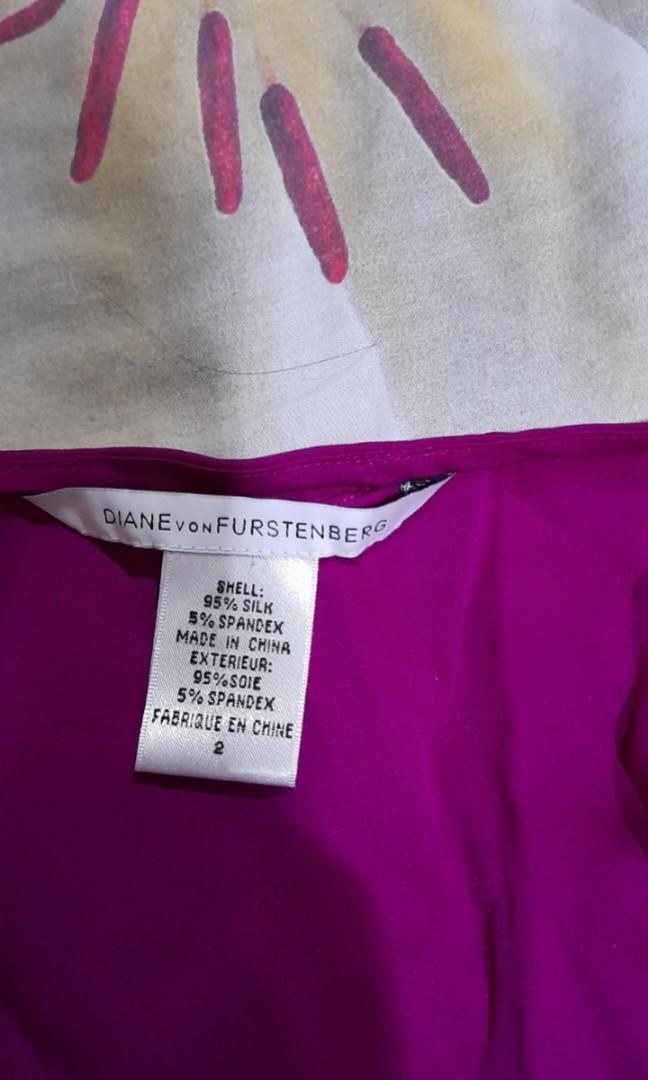 DIANE VON FURSTENBERG
SHELL:
95% SILK
5% SPANDEX
MADE IN CHINA
EXTERIEUR:
95%SOIE
5% SPANDEX
FABRIQUE EN CHINE
2